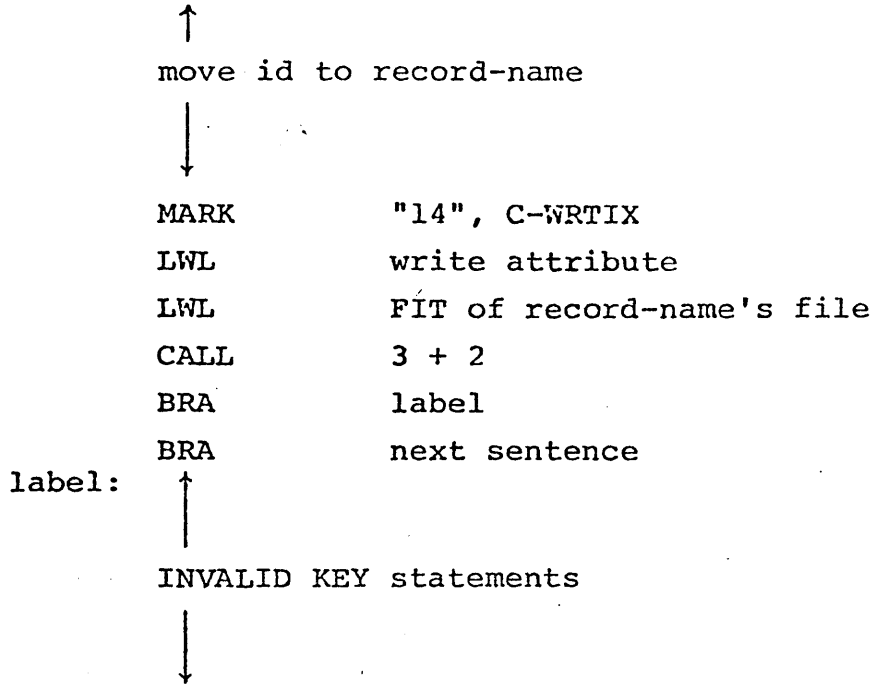 move id to record-name
MARK "14", C-WRTIX
LWL write attribute
LWL FIT of record-name's file
CALL 3 + 2
BRA label
BRA next sentence
label:
INVALID KEY statements